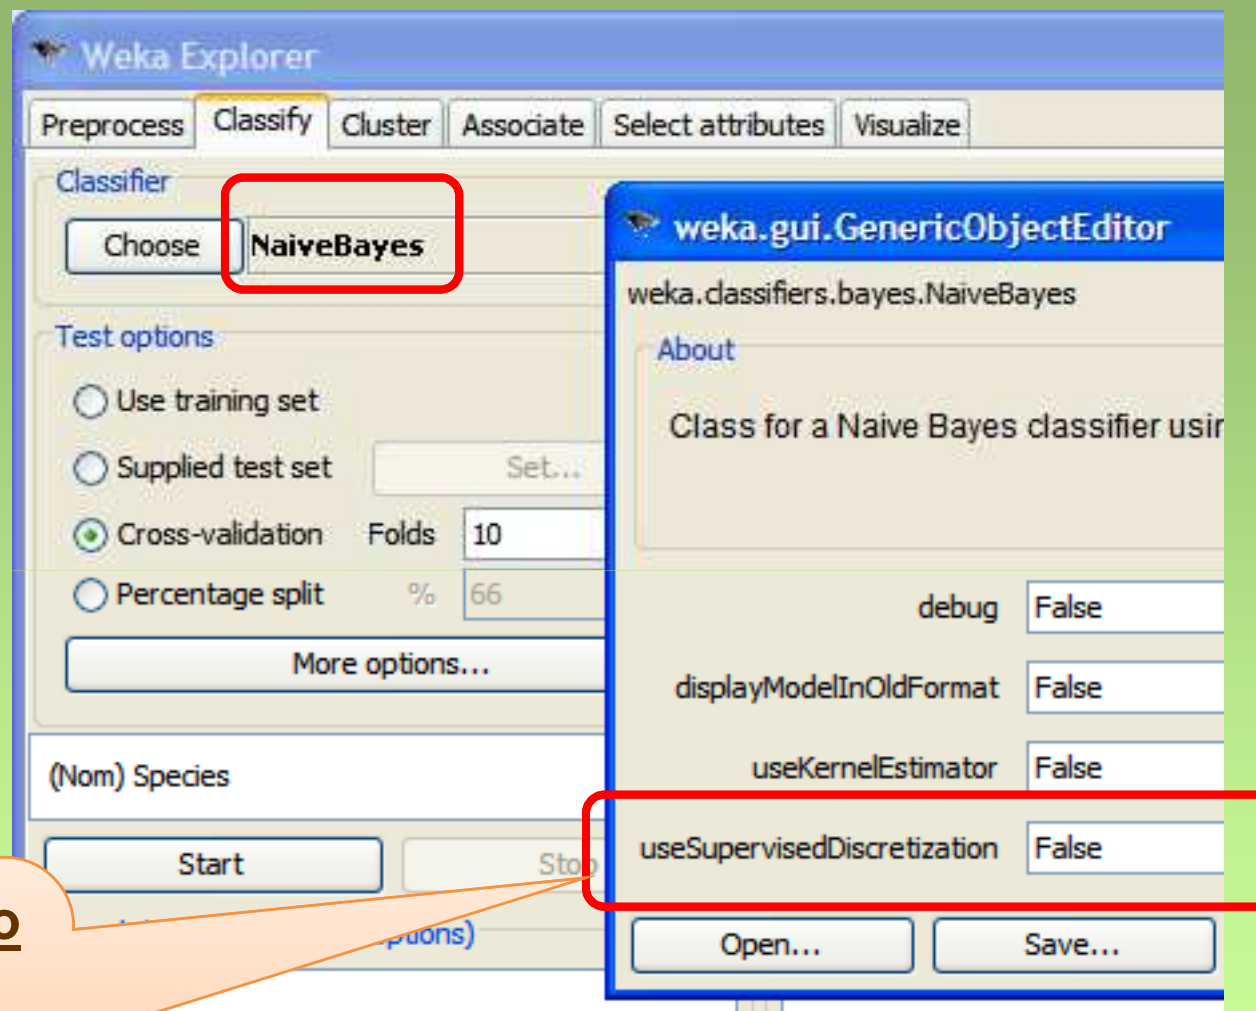 Weka Explorer
Preprocess Classify Cluster Associate Select attributes Visualize
Classifier
Choose NaiveBayes
Test options
Use training set
Supplied test set Set...
Cross-validation Folds 10
Percentage split % 66
More options...
(Nom) Species
Start Stop
weka.gui.GenericObjectEditor
weka.classifiers.bayes.NaiveBayes
About
Class for a Naive Bayes classifier usin
debug False
displayModelInOldFormat False
useKernelEstimator False
useSupervisedDiscretization False
Open... Save...